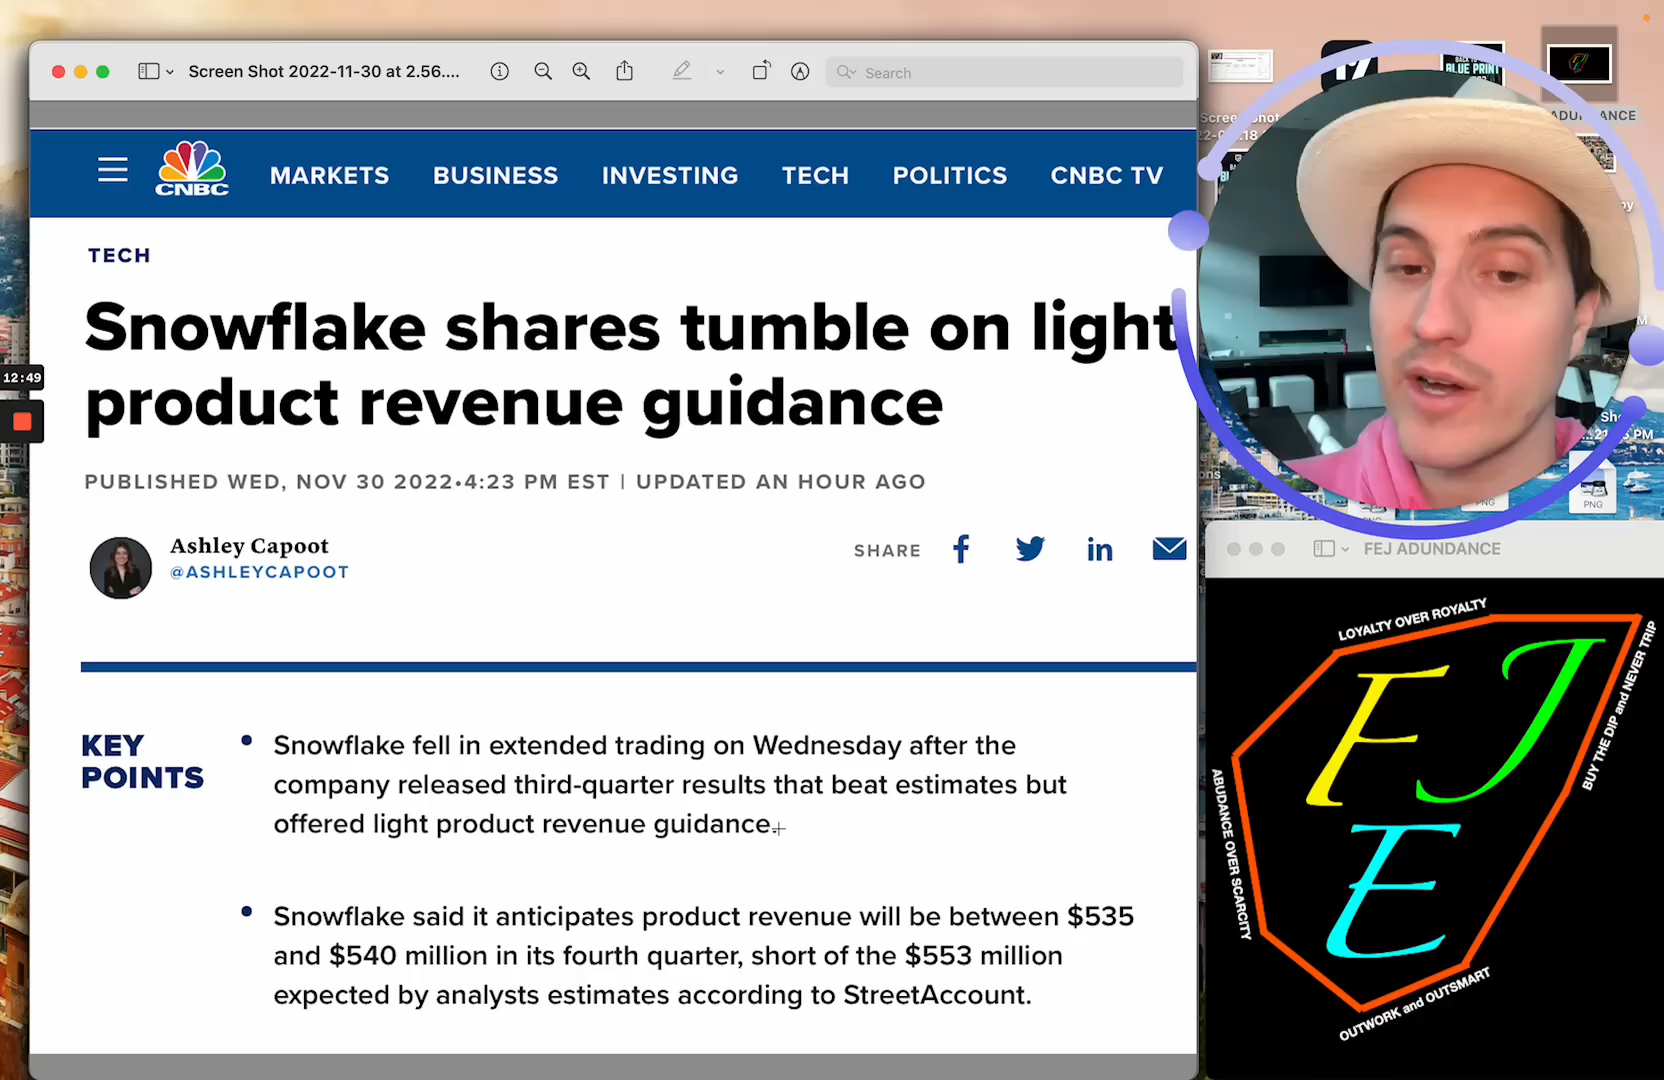 Screen Shot 2022-11-30 at 2.56....
Search
CNBC
MARKETS
BUSINESS
INVESTING
TECH
POLITICS
CNBC TV
TECH
Snowflake shares tumble on light
product revenue guidance
12:49
PUBLISHED WED, NOV 30 2022•4:23 PM EST | UPDATED AN HOUR AGO
Ashley Capoot
@ASHLEYCAPOOT
SHARE
KEY
POINTS
Snowflake fell in extended trading on Wednesday after the
company released third-quarter results that beat estimates but
offered light product revenue guidance.
Snowflake said it anticipates product revenue will be between $535
and $540 million in its fourth quarter, short of the $553 million
expected by analysts estimates according to StreetAccount.
BLUE PRINT
PNG
PNG
FEJ ADUNDANCE
LOYALTY OVER ROYALTY
BUY THE DIP and NEVER TRIP
FJ
E
ABUDANCE OVER SCARCITY
OUTWORK and OUTSMART